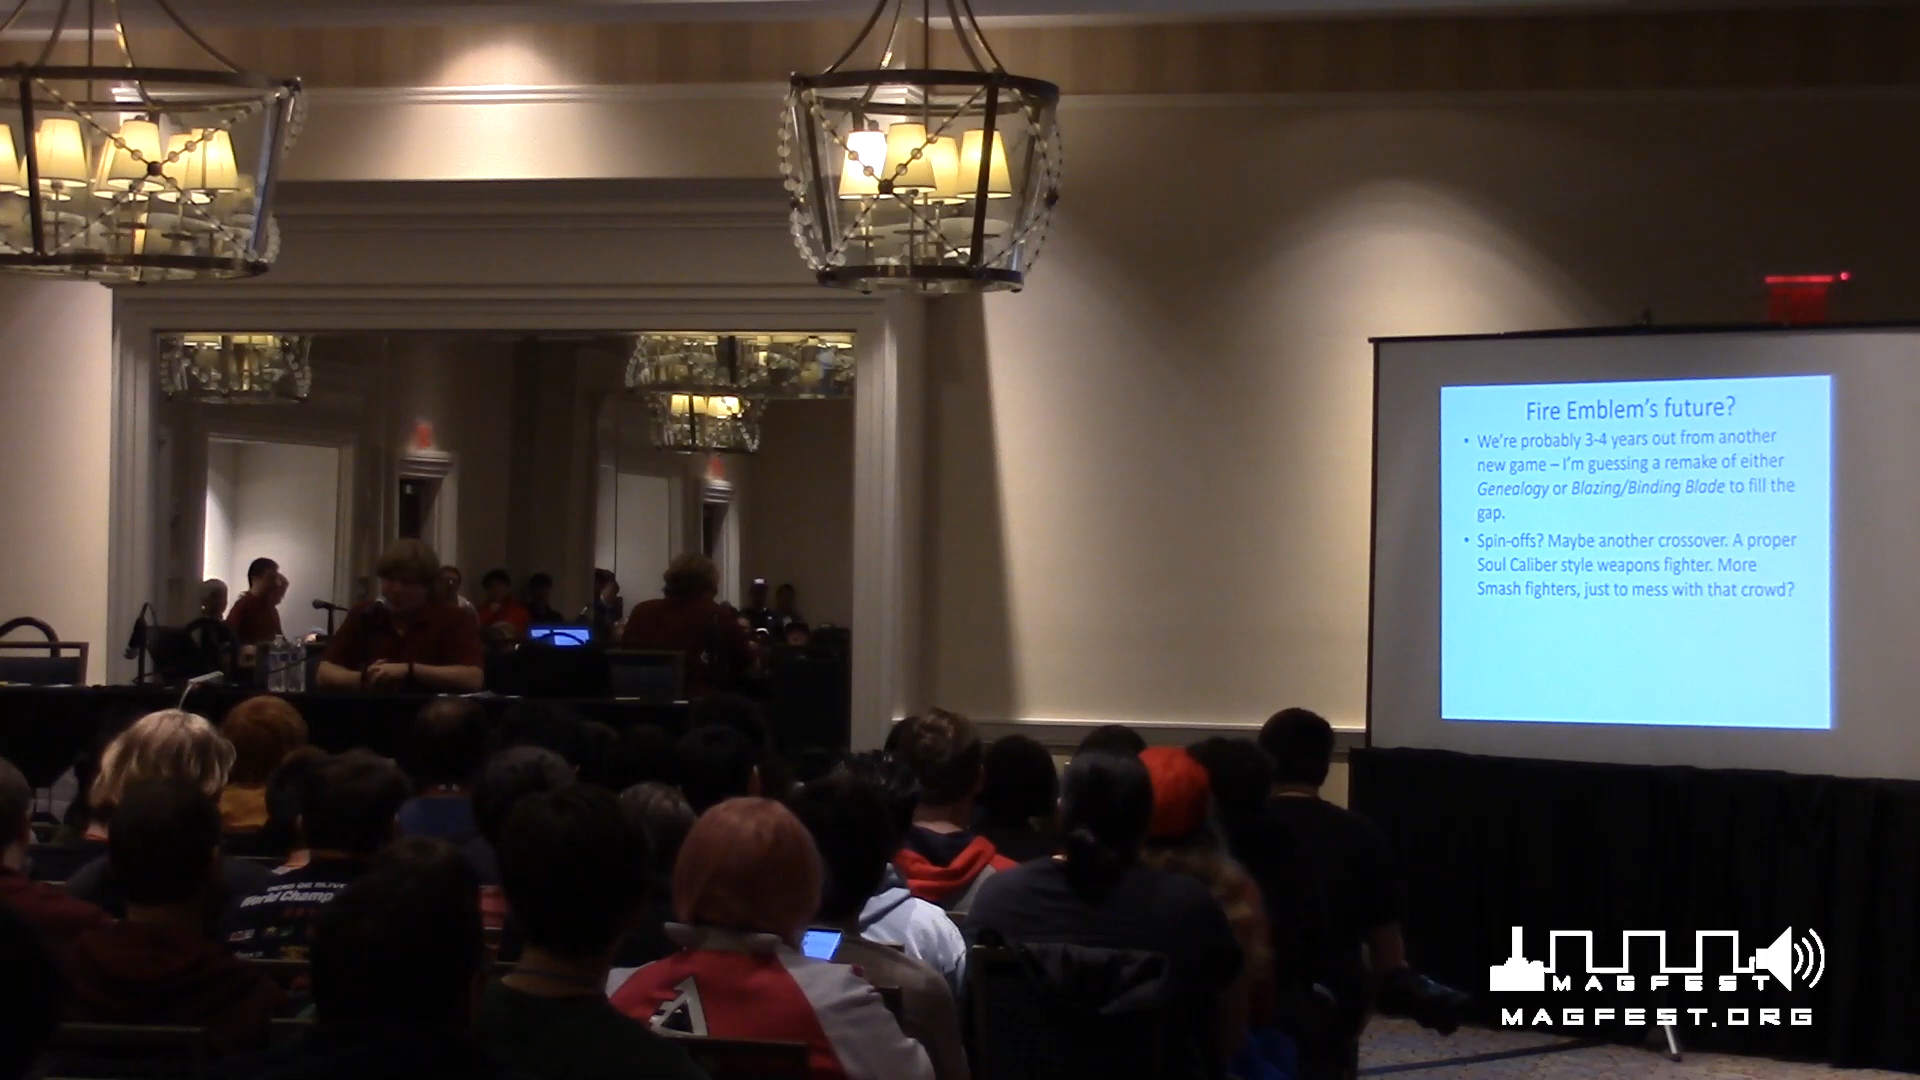 Fire Emblem's future?
• We're probably 3-4 years out from another
new game – I'm guessing a remake of either
Genealogy or Blazing/Binding Blade to fill the
gap.
• Spin-offs? Maybe another crossover. A proper
Soul Caliber style weapons fighter. More
Smash fighters, just to mess with that crowd?
World Champ
MAGFEST
MAGFEST.ORG